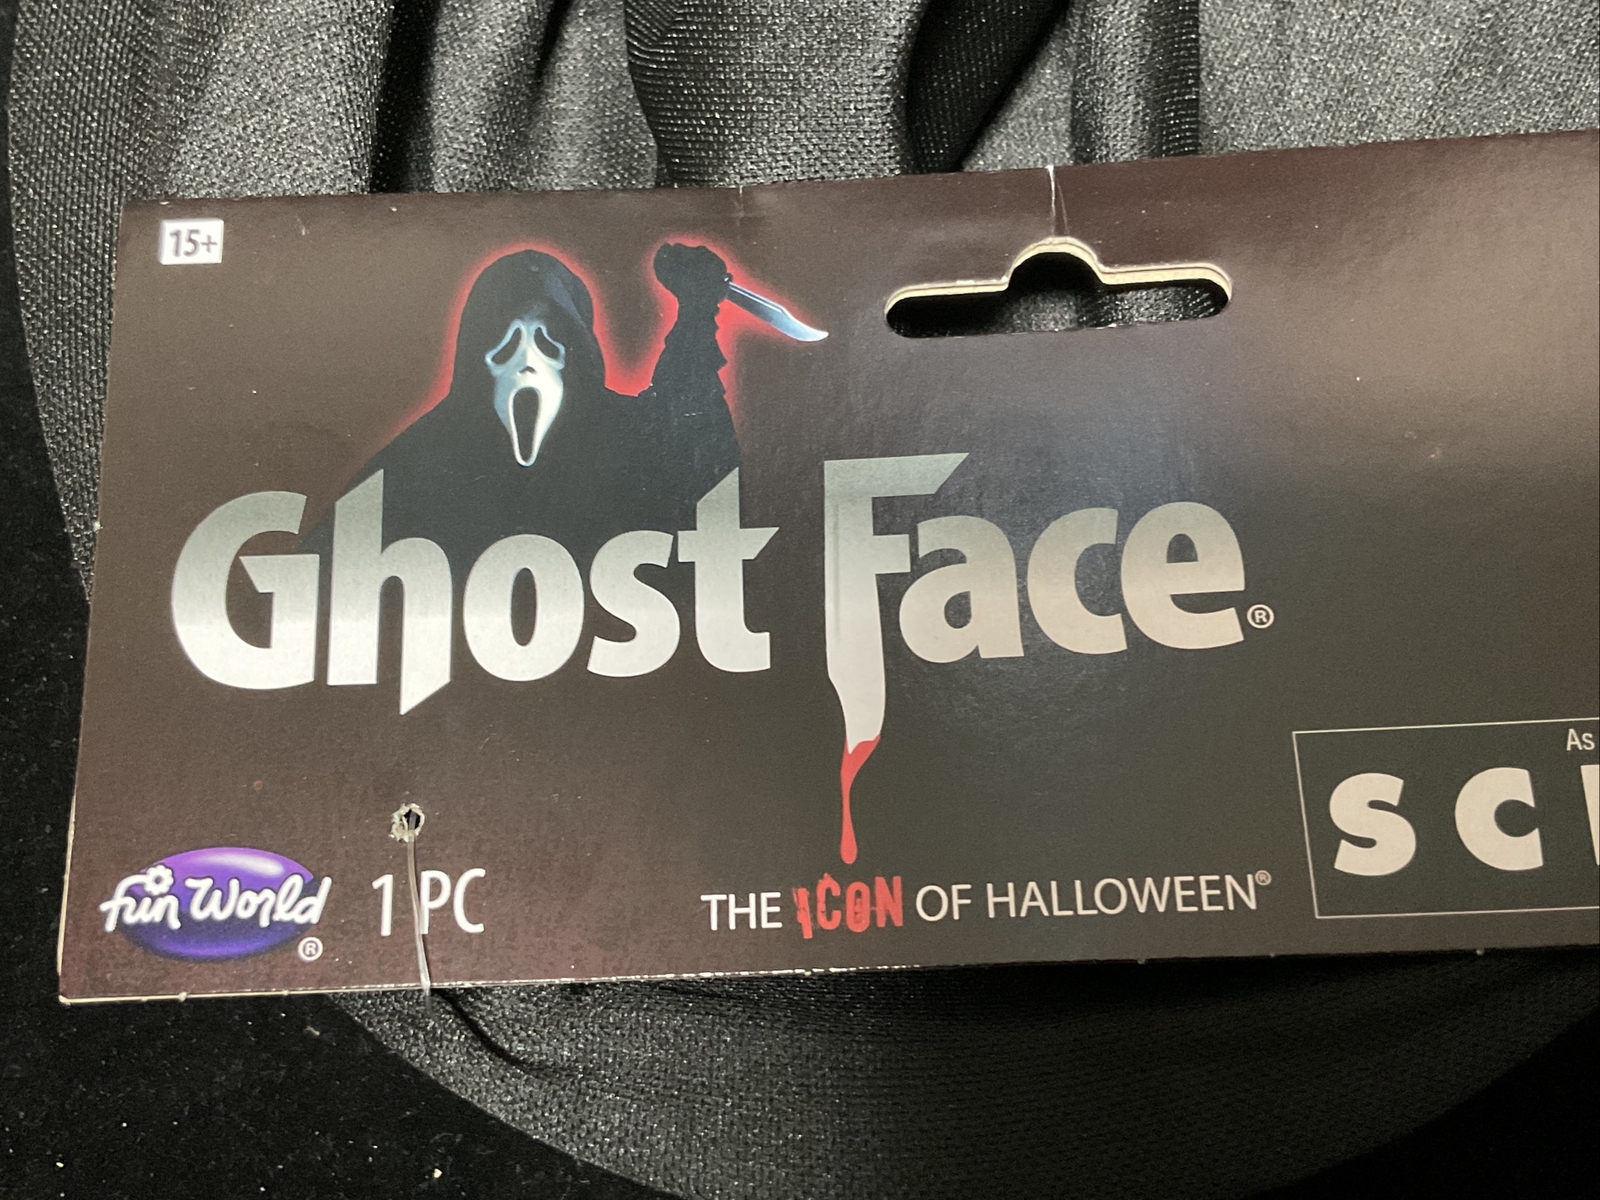 15+
Ghost Face®
As
SC
fun World®
1 PC
THE ICON OF HALLOWEEN®